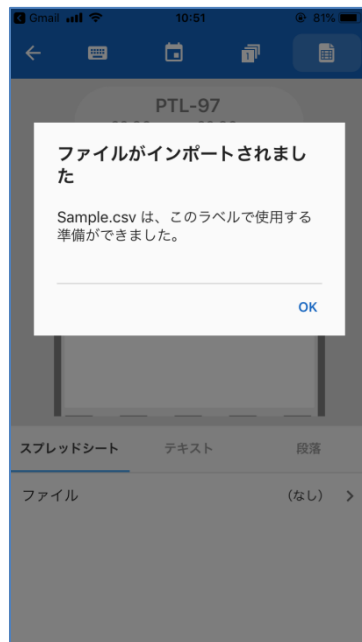 Gmail 10:51 81%
PTL-97
ファイルがインポートされまし
た
Sample.csv は、このラベルで使用する
準備ができました。
OK
スプレッドシート テキスト 段落
ファイル (なし)